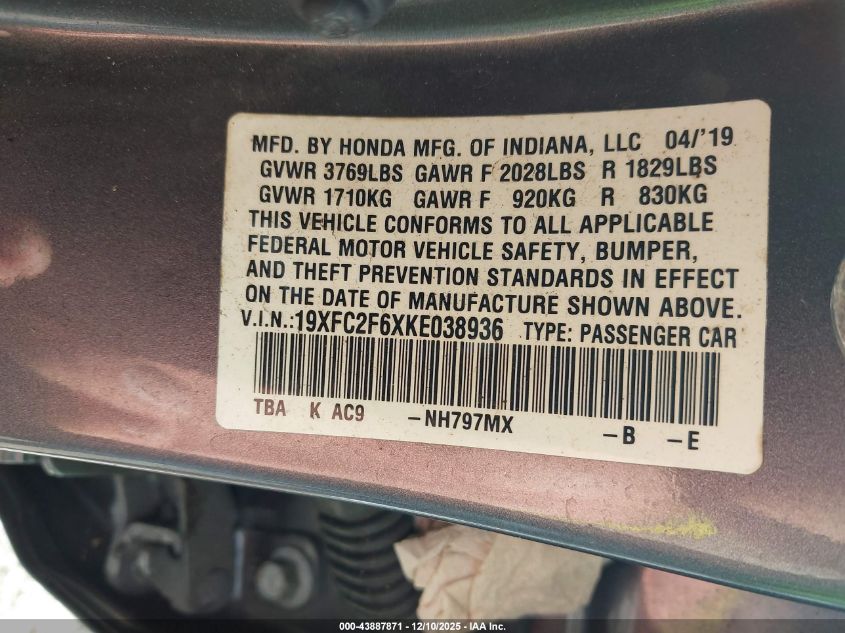 MFD. BY HONDA MFG. OF INDIANA, LLC 04/'19
GVWR 3769LBS GAWR F 2028LBS R 1829LBS
GVWR 1710KG GAWR F 920KG R 830KG
THIS VEHICLE CONFORMS TO ALL APPLICABLE
FEDERAL MOTOR VEHICLE SAFETY, BUMPER,
AND THEFT PREVENTION STANDARDS IN EFFECT
ON THE DATE OF MANUFACTURE SHOWN ABOVE.
V.I.N.:19XFC2F6XKE038936 TYPE: PASSENGER CAR
TBA K AC9 -NH797MX -B -E
000-43887871 - 12/10/2025 - IAA Inc.